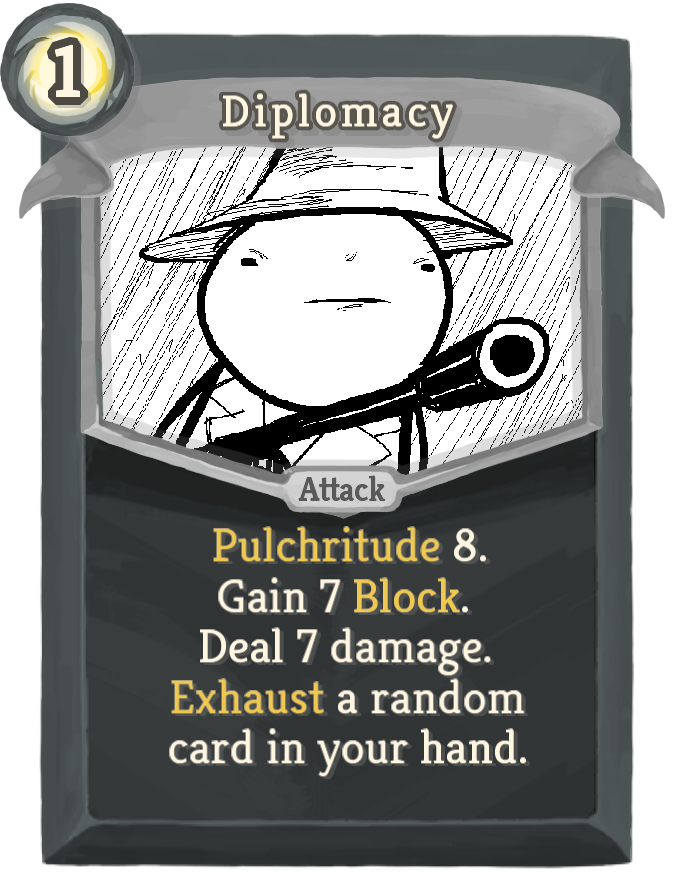 1
Diplomacy
Attack
Pulchritude 8.
Gain 7 Block.
Deal 7 damage.
Exhaust a random
card in your hand.